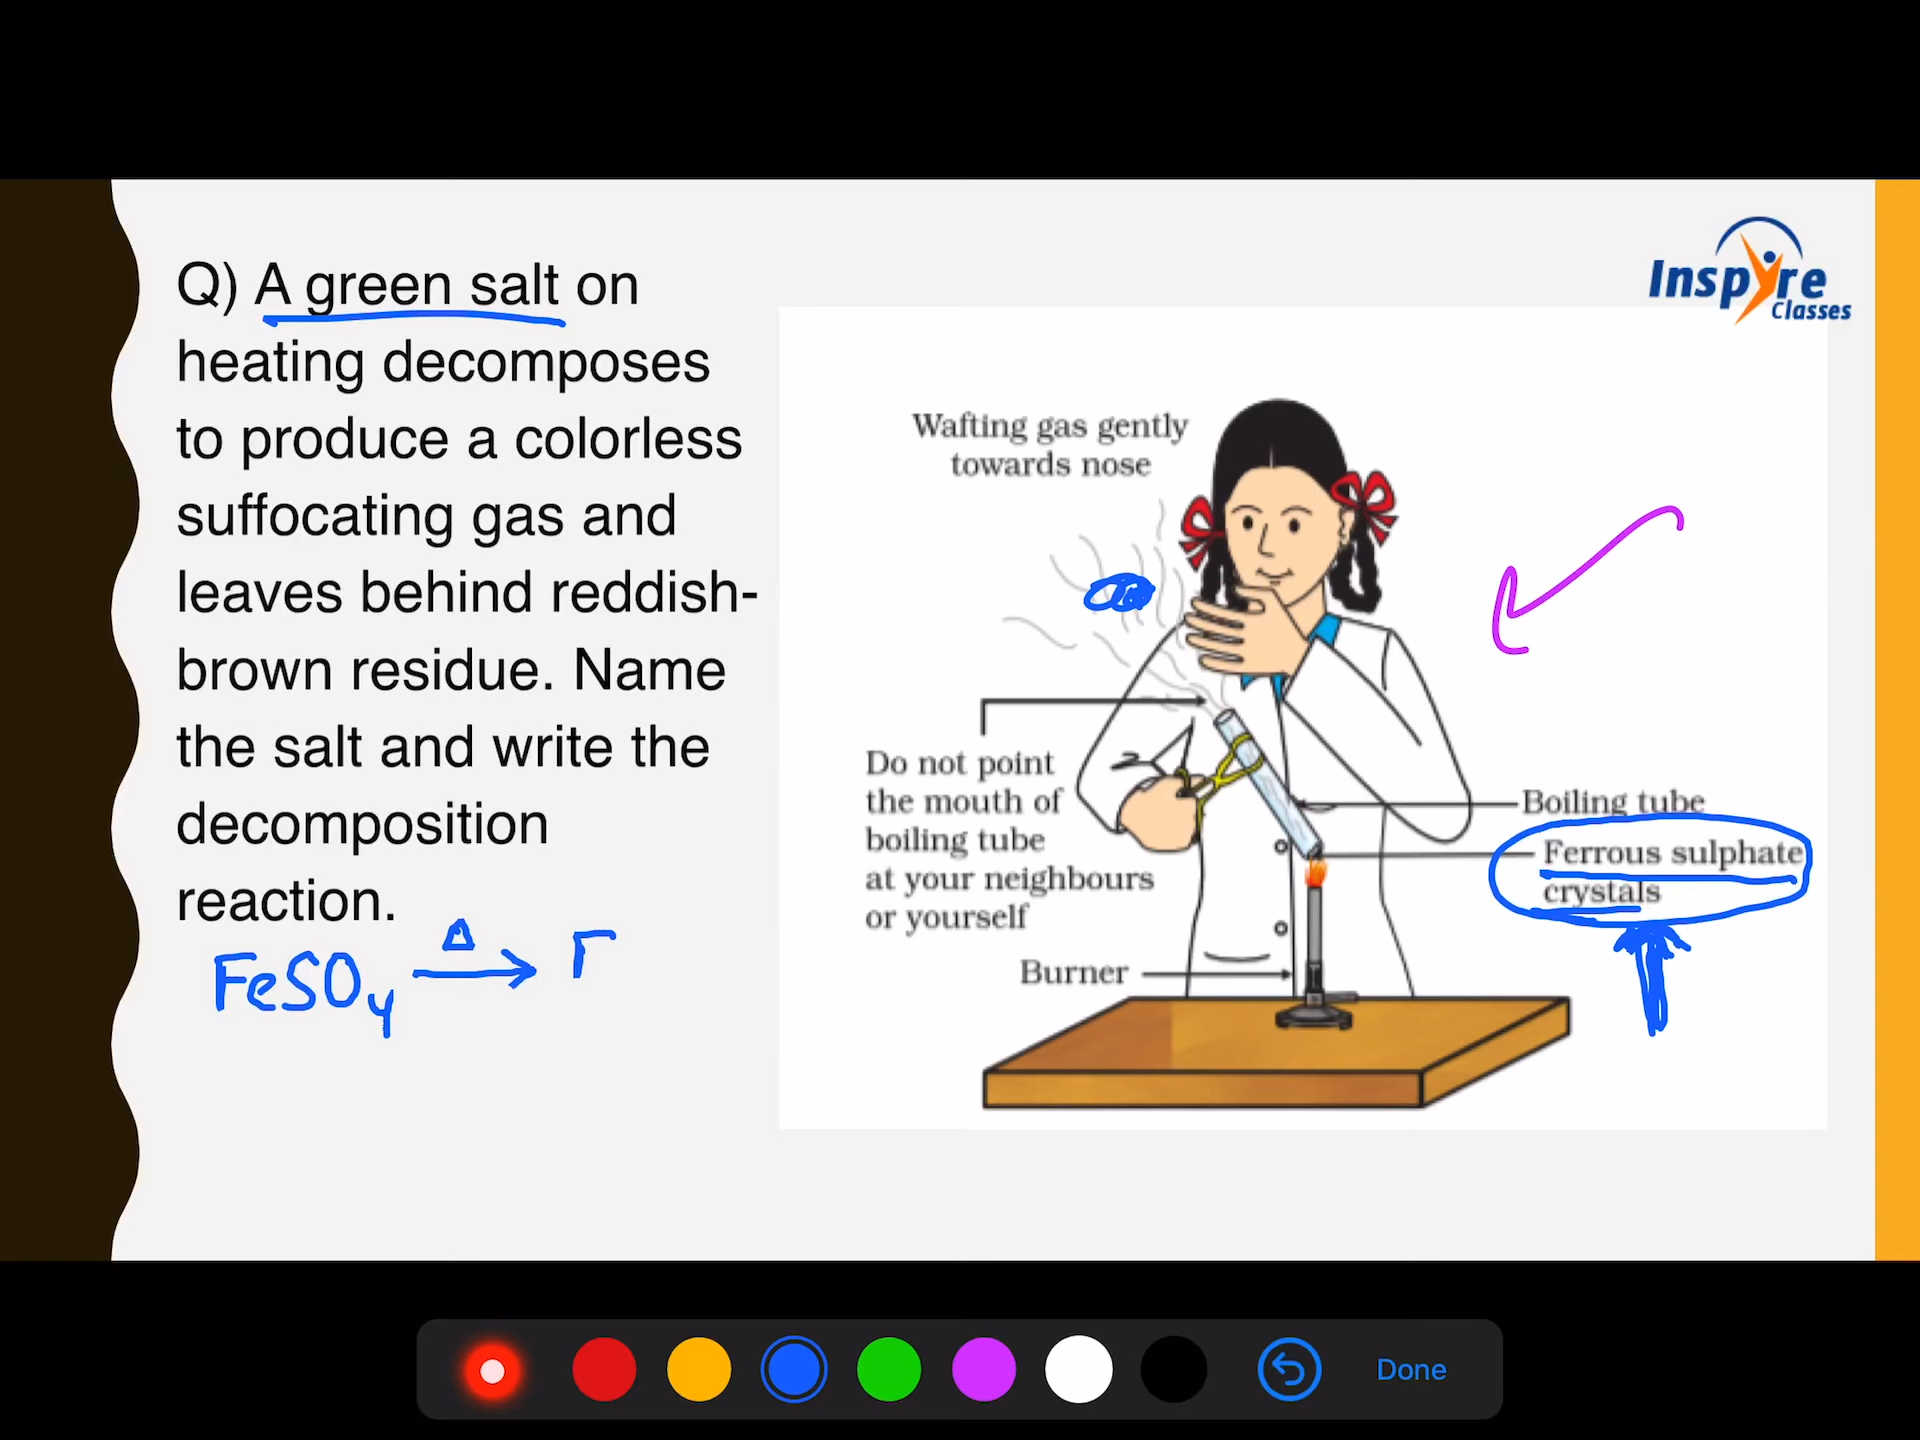 Inspyre
Classes
Q) A green salt on
heating decomposes
to produce a colorless
suffocating gas and
leaves behind reddish-
brown residue. Name
the salt and write the
decomposition
reaction.
FeSO4 Δ → Γ
Wafting gas gently
towards nose
Do not point
the mouth of
boiling tube
at your neighbours
or yourself
Boiling tube
Ferrous sulphate
crystals
Burner
Done